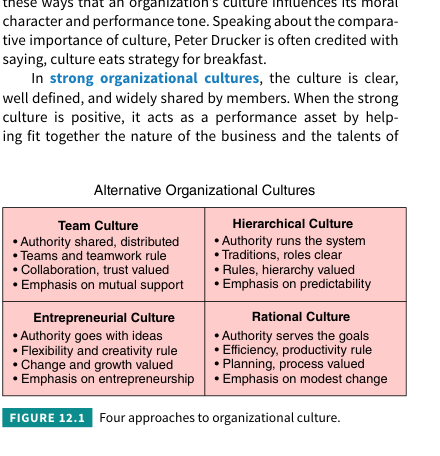 these ways that an organization's culture influences its moral
character and performance tone. Speaking about the compara-
tive importance of culture, Peter Drucker is often credited with
saying, culture eats strategy for breakfast.
In strong organizational cultures, the culture is clear,
well defined, and widely shared by members. When the strong
culture is positive, it acts as a performance asset by help-
ing fit together the nature of the business and the talents of
Alternative Organizational Cultures
Team Culture
• Authority shared, distributed
• Teams and teamwork rule
• Collaboration, trust valued
• Emphasis on mutual support
Hierarchical Culture
• Authority runs the system
• Traditions, roles clear
• Rules, hierarchy valued
• Emphasis on predictability
Entrepreneurial Culture
• Authority goes with ideas
• Flexibility and creativity rule
• Change and growth valued
• Emphasis on entrepreneurship
Rational Culture
• Authority serves the goals
• Efficiency, productivity rule
• Planning, process valued
• Emphasis on modest change
FIGURE 12.1 Four approaches to organizational culture.